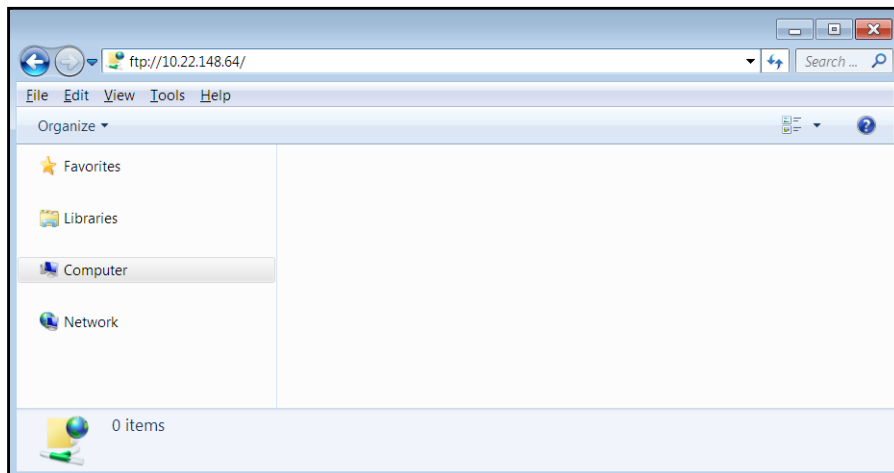 ftp://10.22.148.64/
Search ...
File Edit View Tools Help
Organize
Favorites
Libraries
Computer
Network
0 items